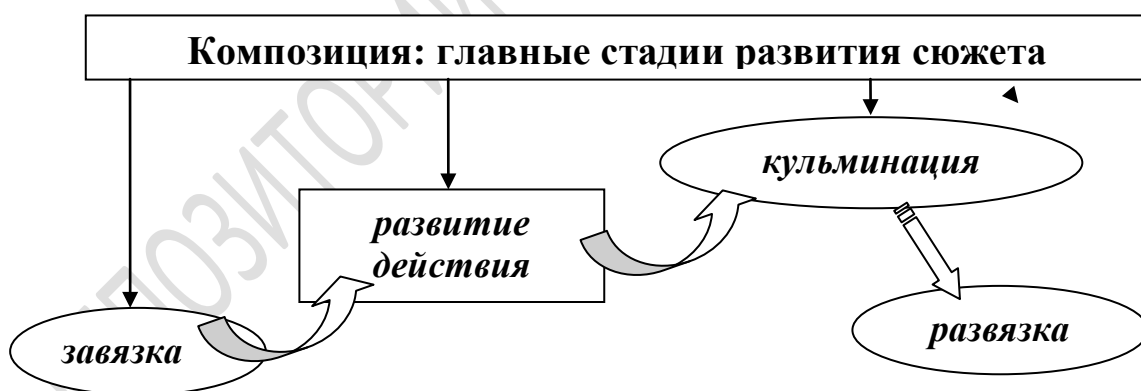 Композиция: главные стадии развития сюжета
кульминация
развитие
действия
развязка
завязка